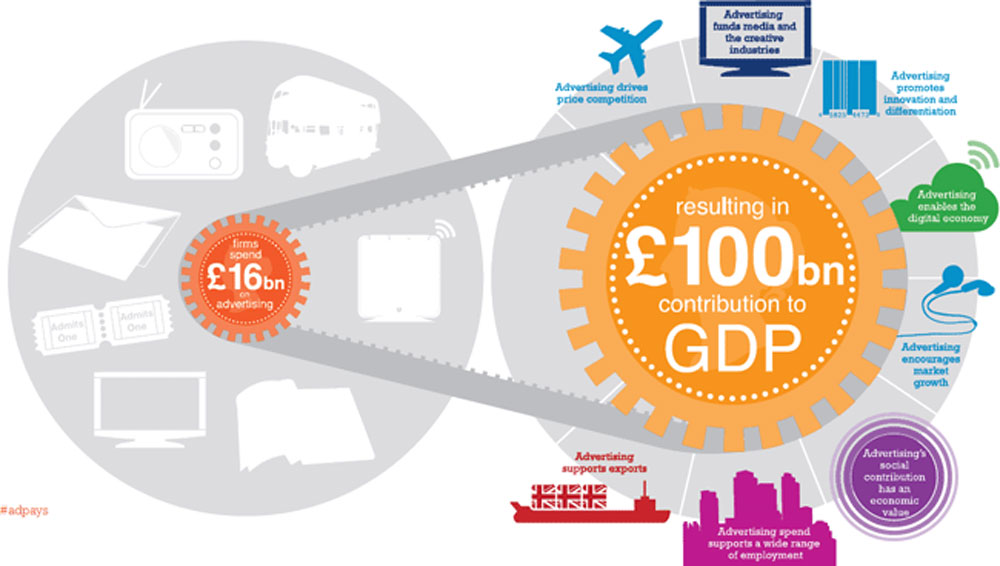 Advertising
funds media and
the creative
industries
Advertising drives
price competition
Advertising
promotes
innovation and
differentiation
Advertising
enables the
digital economy
Advertising
encourages
market
growth
Advertising's
social
contribution
has an
economic
value
Advertising spend
supports a wide range
of employment
Advertising
supports exports
firms
spend
£16bn
on
advertising
resulting in
£100bn
contribution to
GDP
Admits
One
Admits
One
#adpays